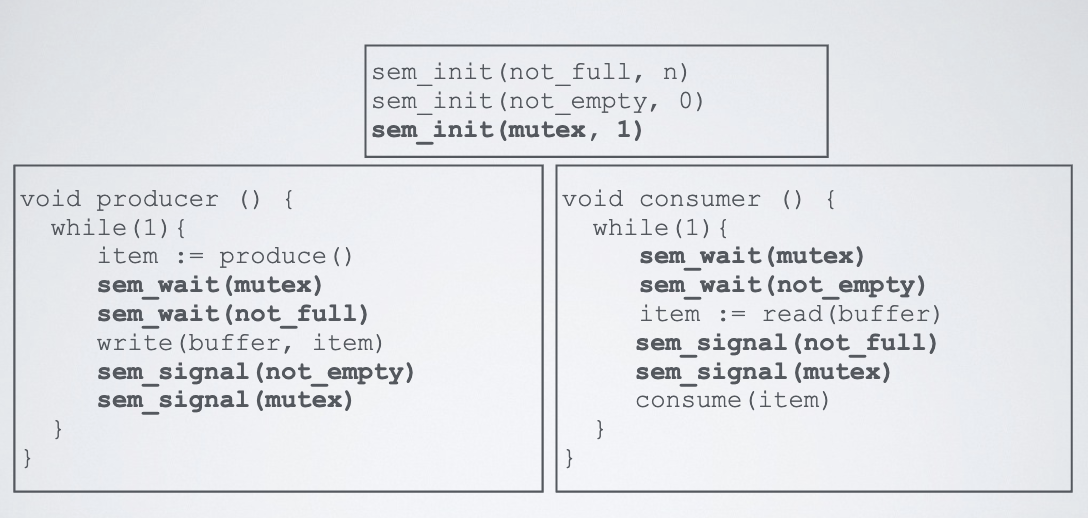 sem_init(not_full, n)
sem_init(not_empty, 0)
sem_init(mutex, 1)
void producer () {
while(1){
item := produce()
sem_wait(mutex)
sem_wait(not_full)
write(buffer, item)
sem_signal(not_empty)
sem_signal(mutex)
}
}
void consumer () {
while(1){
sem_wait(mutex)
sem_wait(not_empty)
item := read(buffer)
sem_signal(not_full)
sem_signal(mutex)
consume(item)
}
}